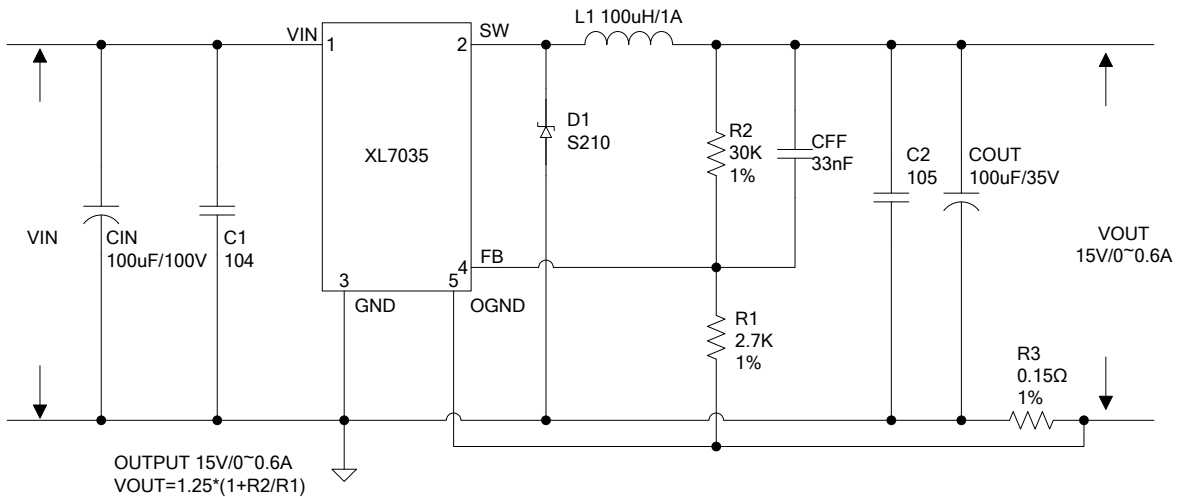 L1 100uH/1A
VIN
1
2
SW
D1
S210
R2
30K
1%
CFF
33nF
C2
105
COUT
100uF/35V
XL7035
VIN
CIN
100uF/100V
C1
104
VOUT
15V/0~0.6A
4
FB
3
5
GND
OGND
R1
2.7K
1%
R3
0.15Ω
1%
OUTPUT 15V/0~0.6A
VOUT=1.25*(1+R2/R1)